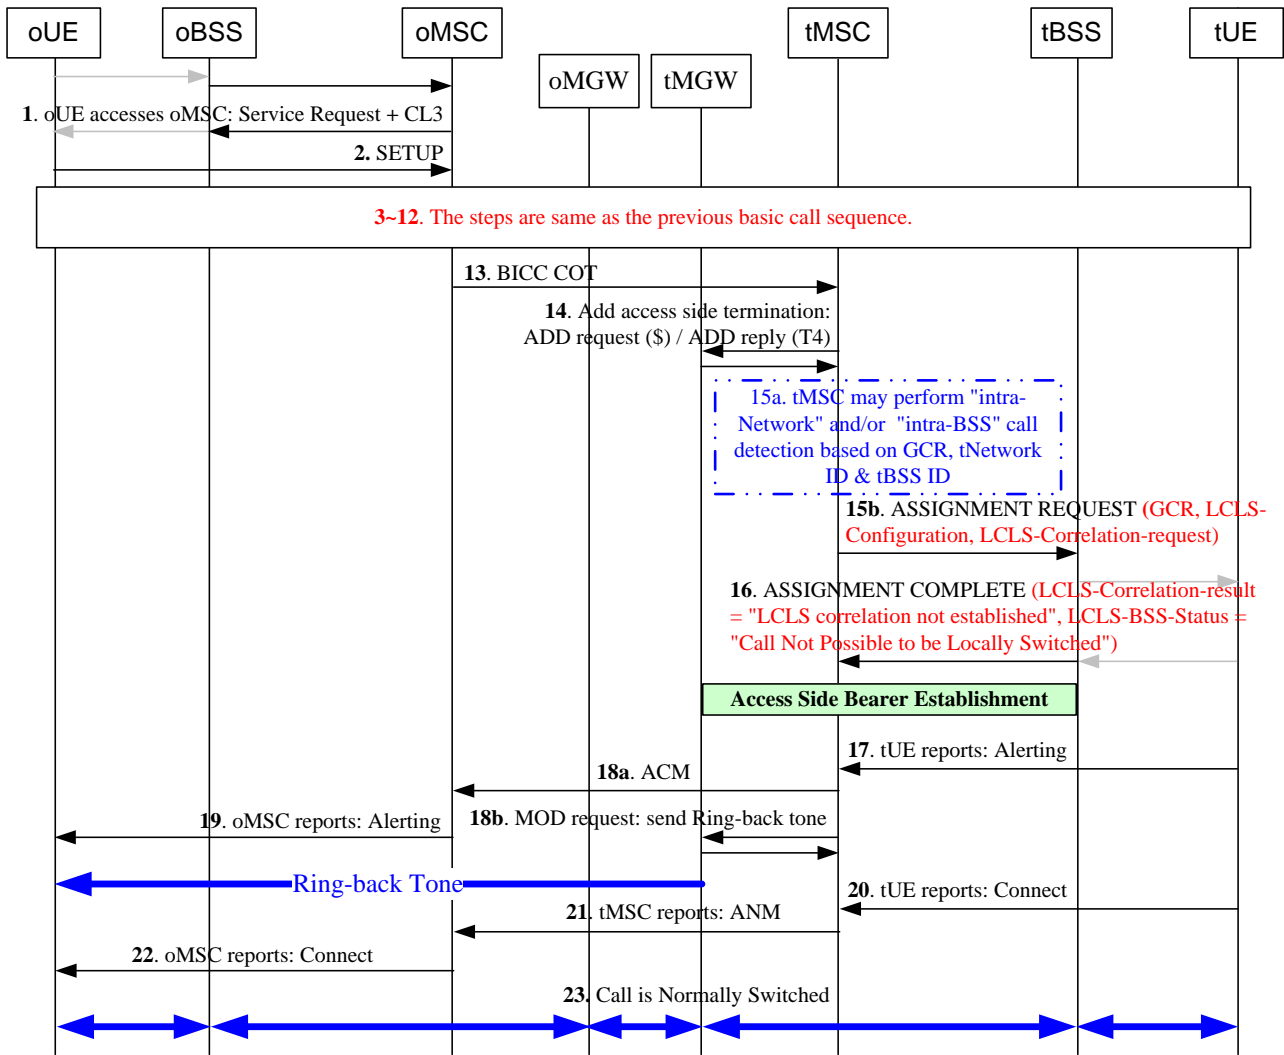 oUE
oBSS
oMSC
tMSC
tBSS
tUE
oMGW
tMGW
1. oUE accesses oMSC: Service Request + CL3
2. SETUP
3~12. The steps are same as the previous basic call sequence.
13. BICC COT
14. Add access side termination:
ADD request ($) / ADD reply (T4)
15a. tMSC may perform "intra-
Network" and/or "intra-BSS" call
detection based on GCR, tNetwork
ID & tBSS ID
15b. ASSIGNMENT REQUEST (GCR, LCLS-
Configuration, LCLS-Correlation-request)
16. ASSIGNMENT COMPLETE (LCLS-Correlation-result
= "LCLS correlation not established", LCLS-BSS-Status =
"Call Not Possible to be Locally Switched")
Access Side Bearer Establishment
17. tUE reports: Alerting
18a. ACM
18b. MOD request: send Ring-back tone
19. oMSC reports: Alerting
Ring-back Tone
20. tUE reports: Connect
21. tMSC reports: ANM
22. oMSC reports: Connect
23. Call is Normally Switched